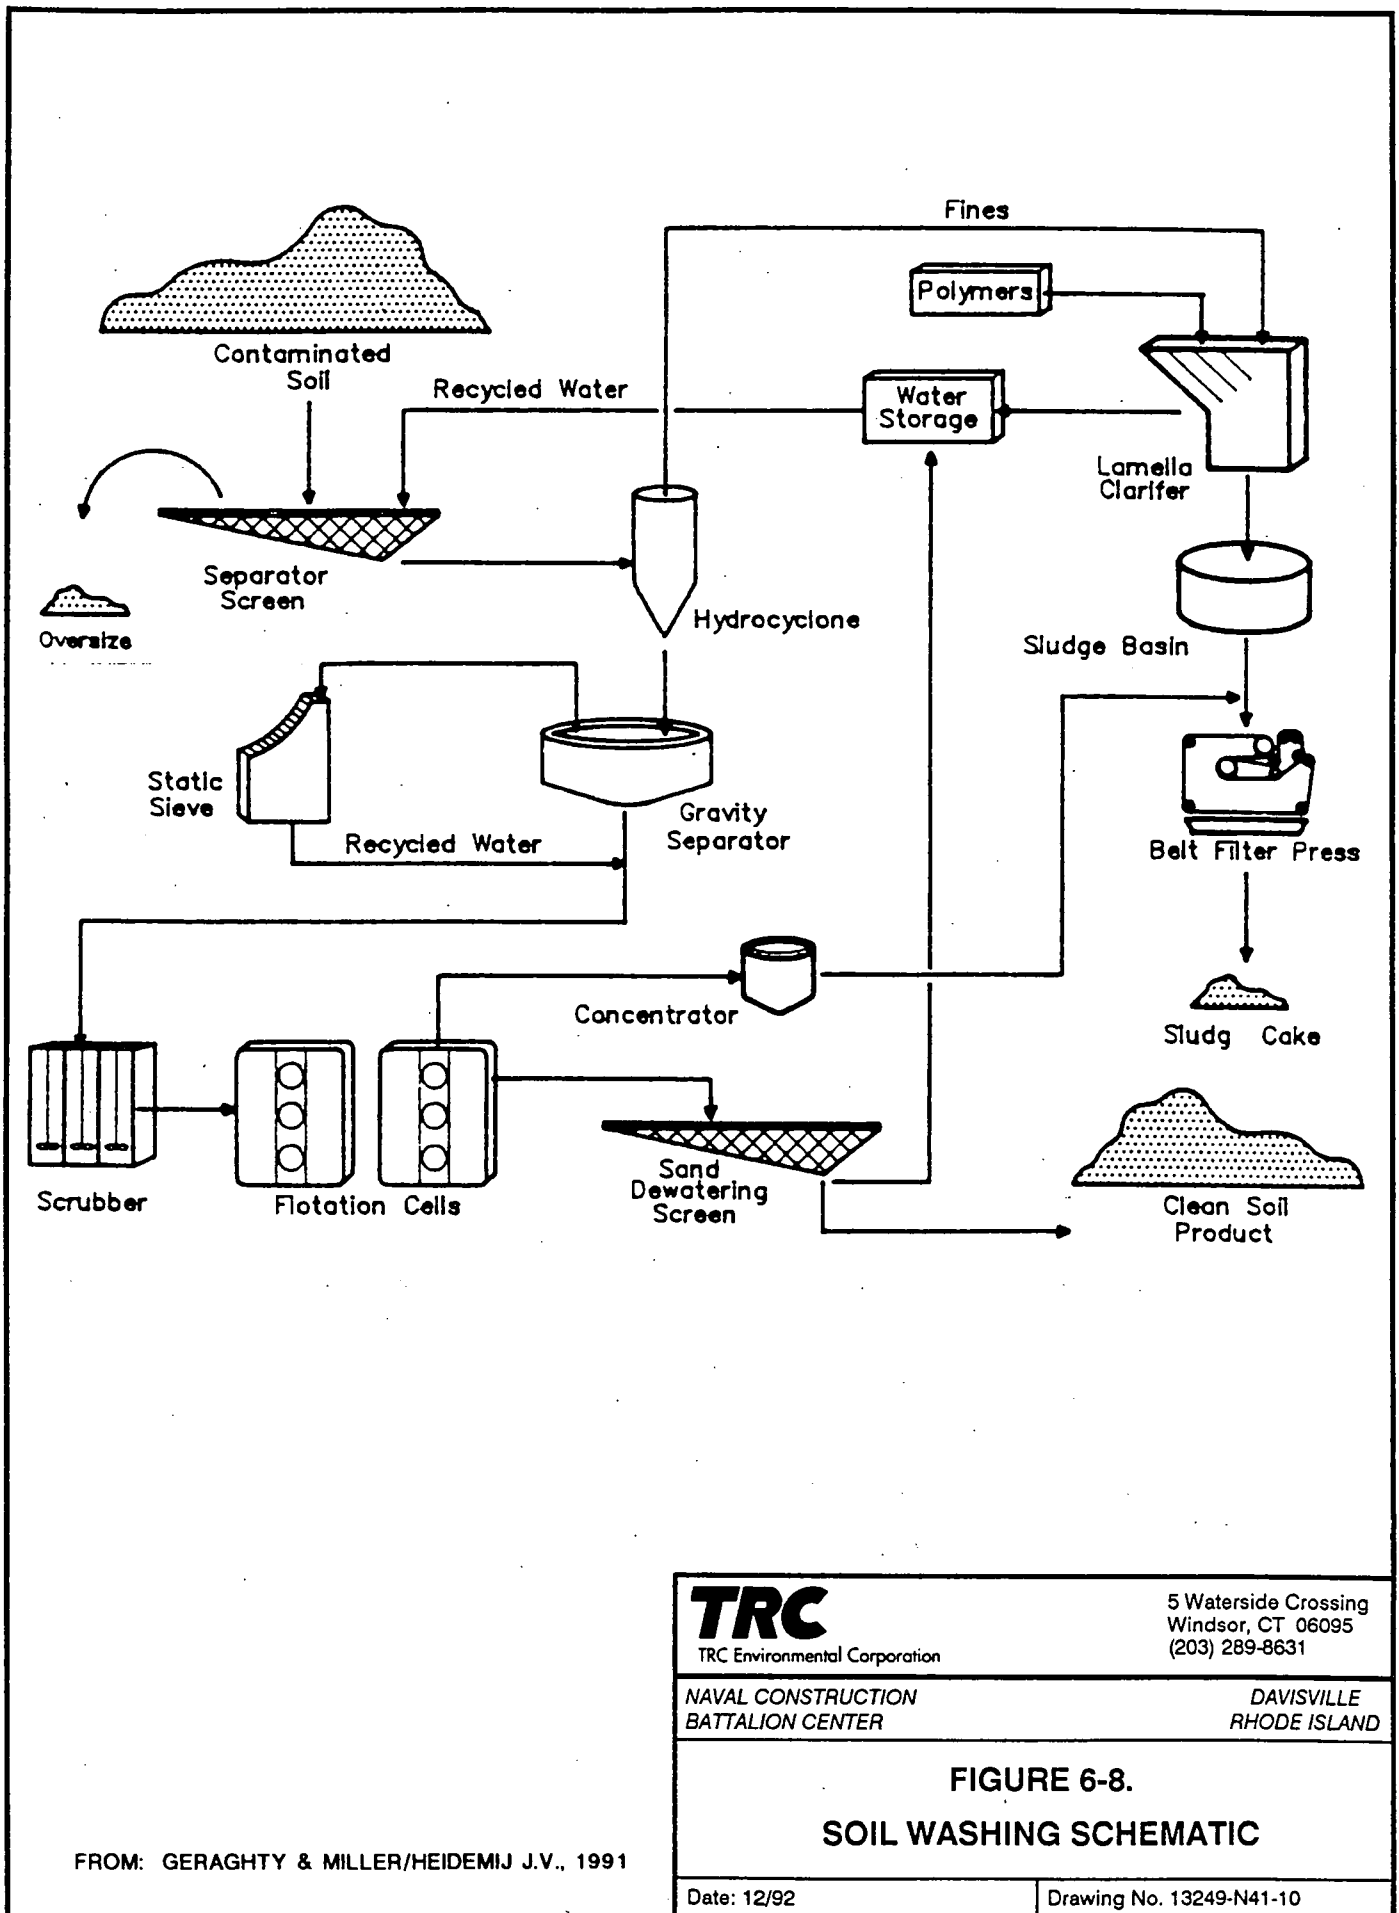 Fines
Polymers
Contaminated
Soil
Recycled Water
Water
Storage
Lamella
Clarifer
Separator
Screen
Hydrocyclone
Oversize
Sludge Basin
Static
Sieve
Gravity
Separator
Recycled Water
Belt Filter Press
Concentrator
Sludg Cake
Scrubber
Flotation Cells
Sand
Dewatering
Screen
Clean Soil
Product
TRC
TRC Environmental Corporation
5 Waterside Crossing
Windsor, CT 06095
(203) 289-8631
NAVAL CONSTRUCTION
BATTALION CENTER
DAVISVILLE
RHODE ISLAND
FIGURE 6-8.
SOIL WASHING SCHEMATIC
FROM: GERAGHTY & MILLER/HEIDEMIJ J.V., 1991
Date: 12/92
Drawing No. 13249-N41-10